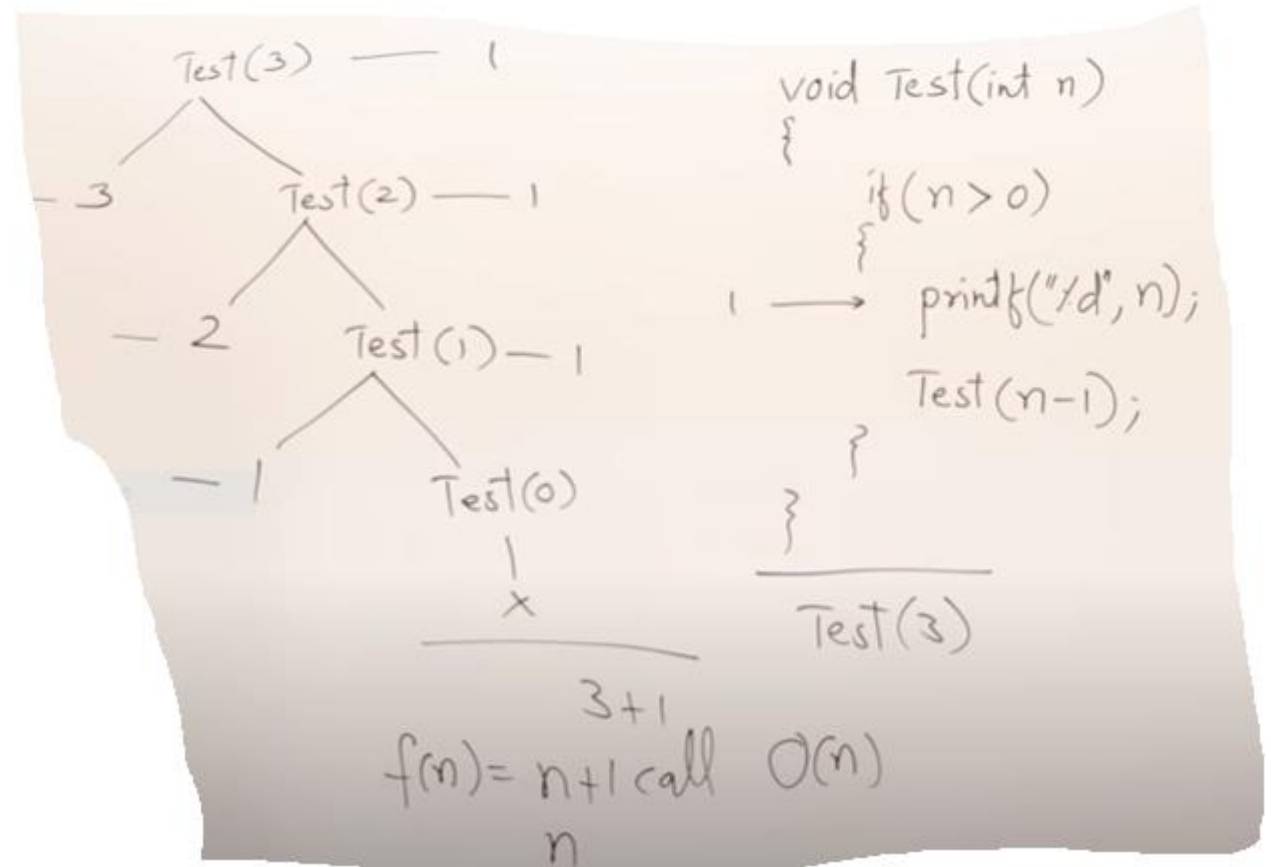 Test(3) — 1
- 3 Test(2) — 1
- 2 Test(1) - 1
- 1 Test(0)
x
3+1
f(n) = n+1 call O(n)
n
void Test(int n)
{
if(n>0)
{
1 → printf("%d", n);
Test(n-1);
}
}
Test(3)